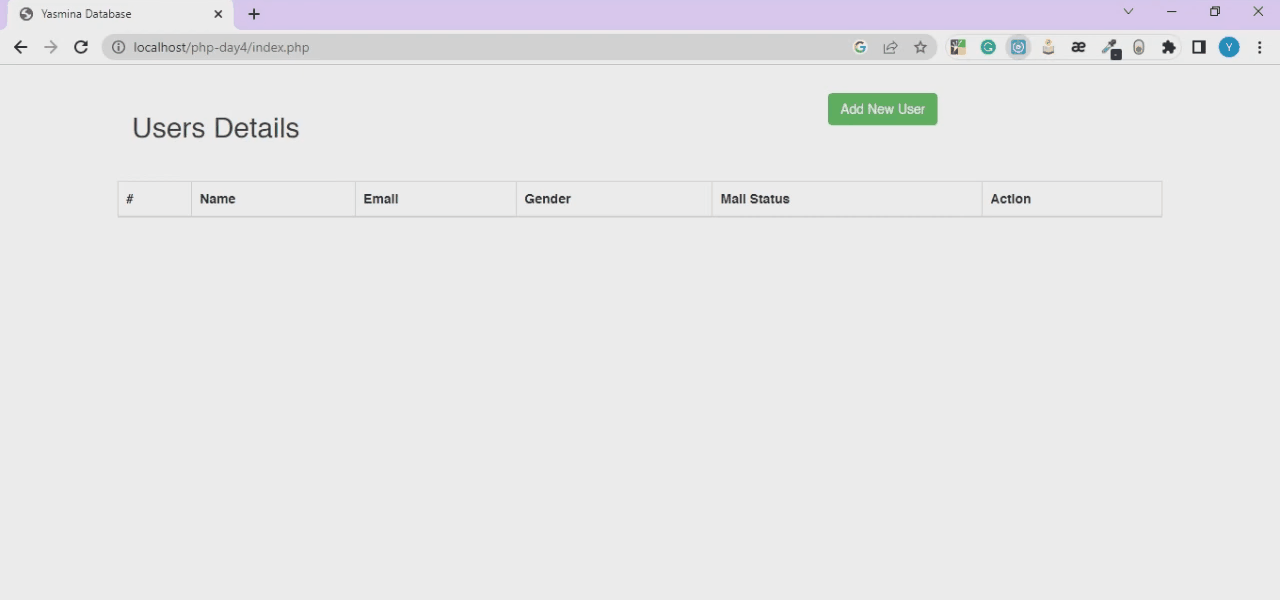 Yasmina Database
localhost/php-day4/index.php
æ
Y
Add New User
Users Details
# Name Email Gender Mail Status Action